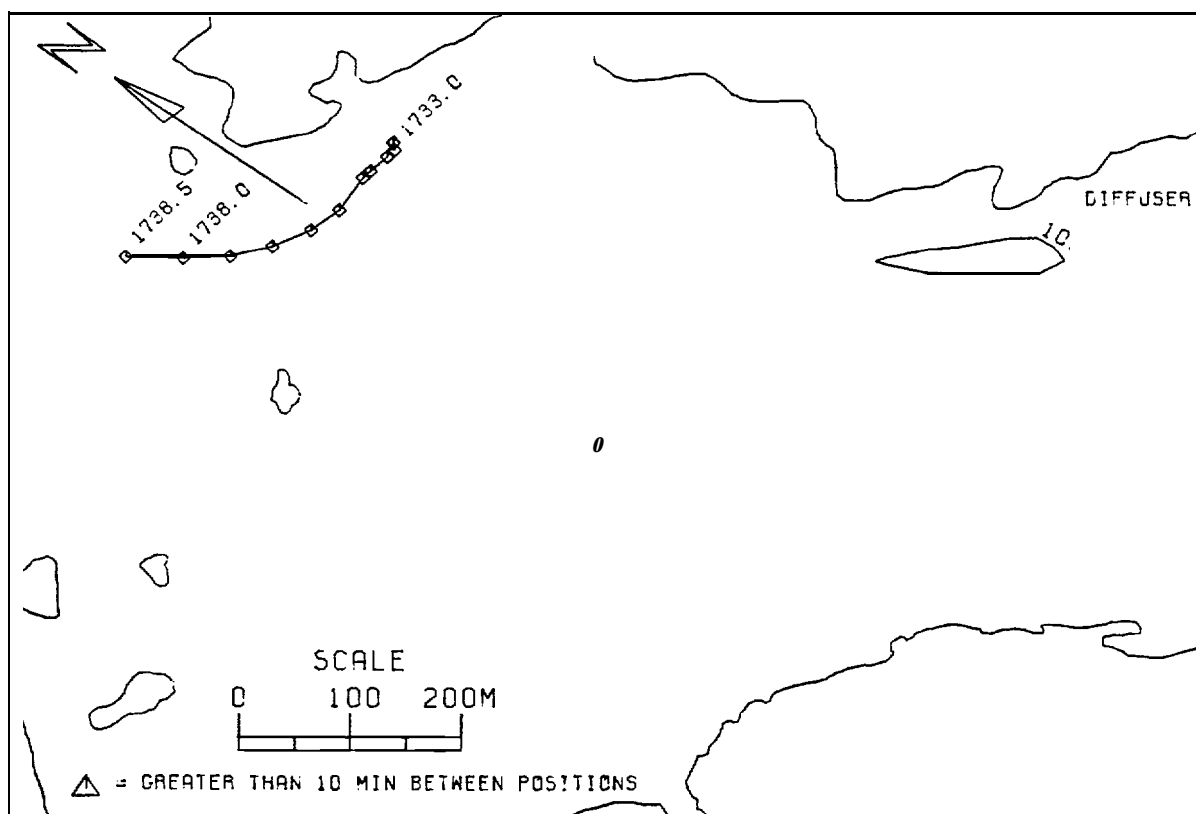 N
1733.0
1738.5
1738.0
DIFFUSER
10.
0
SCALE
0 100 200M
= GREATER THAN 10 MIN BETWEEN POSITIONS